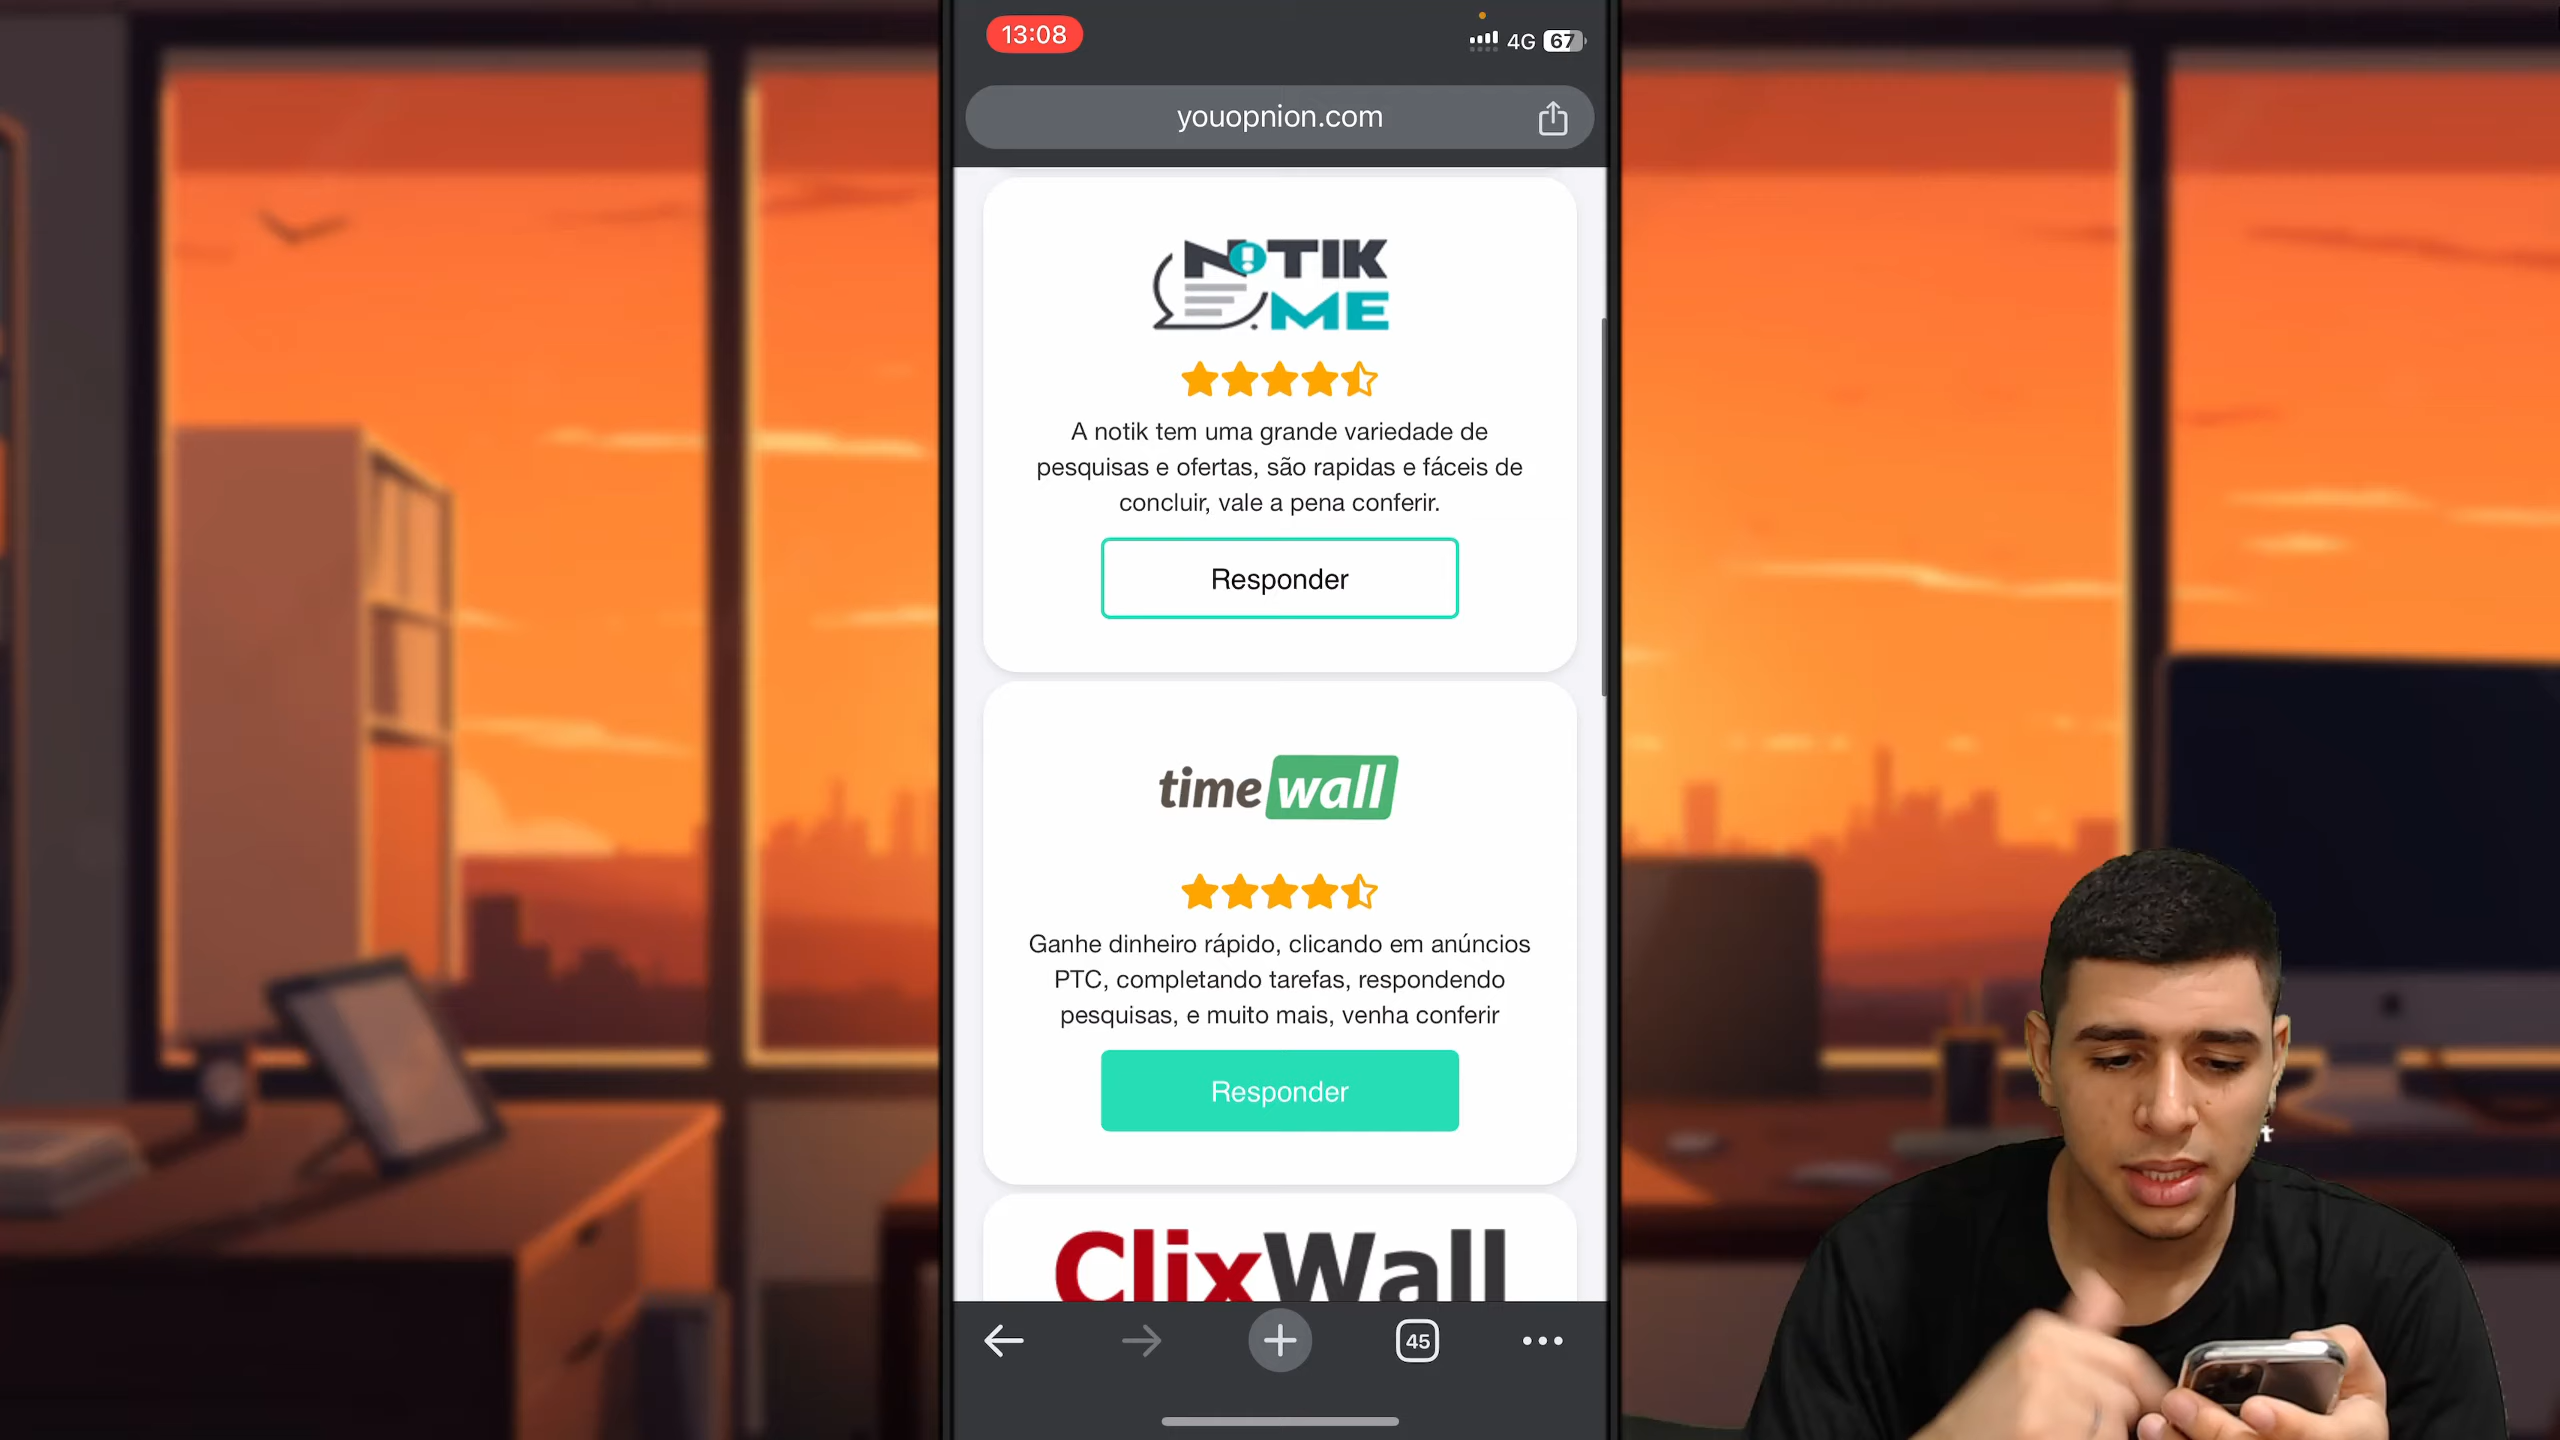 13:08
4G 67
youopnion.com
NOTIK
.ME
A notik tem uma grande variedade de
pesquisas e ofertas, são rapidas e fáceis de
concluir, vale a pena conferir.
Responder
timewall
Ganhe dinheiro rápido, clicando em anúncios
PTC, completando tarefas, respondendo
pesquisas, e muito mais, venha conferir
Responder
t
ClixWall
45